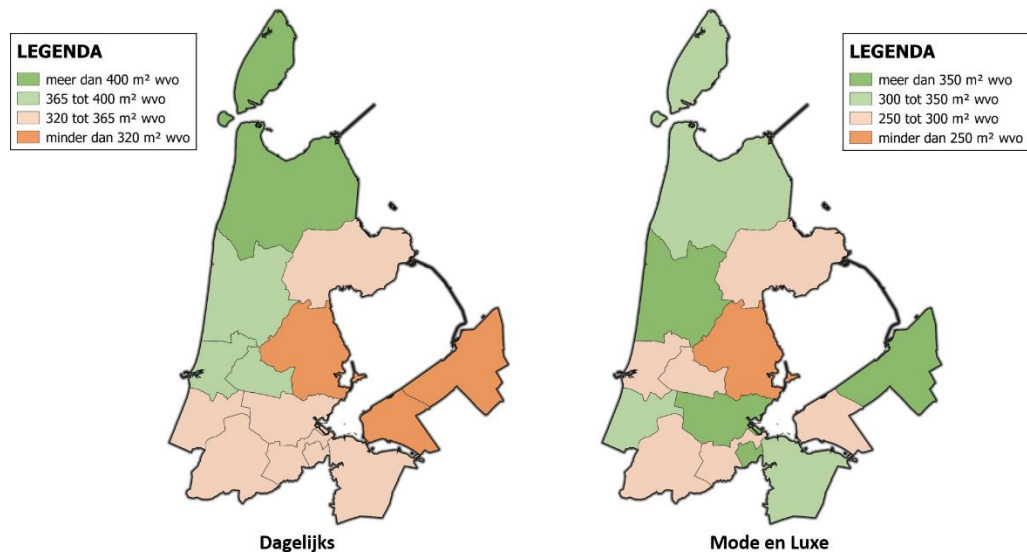 LEGENDA
meer dan 400 m² wvo
365 tot 400 m² wvo
320 tot 365 m² wvo
minder dan 320 m² wvo
LEGENDA
meer dan 350 m² wvo
300 tot 350 m² wvo
250 tot 300 m² wvo
minder dan 250 m² wvo
Dagelijks
Mode en Luxe